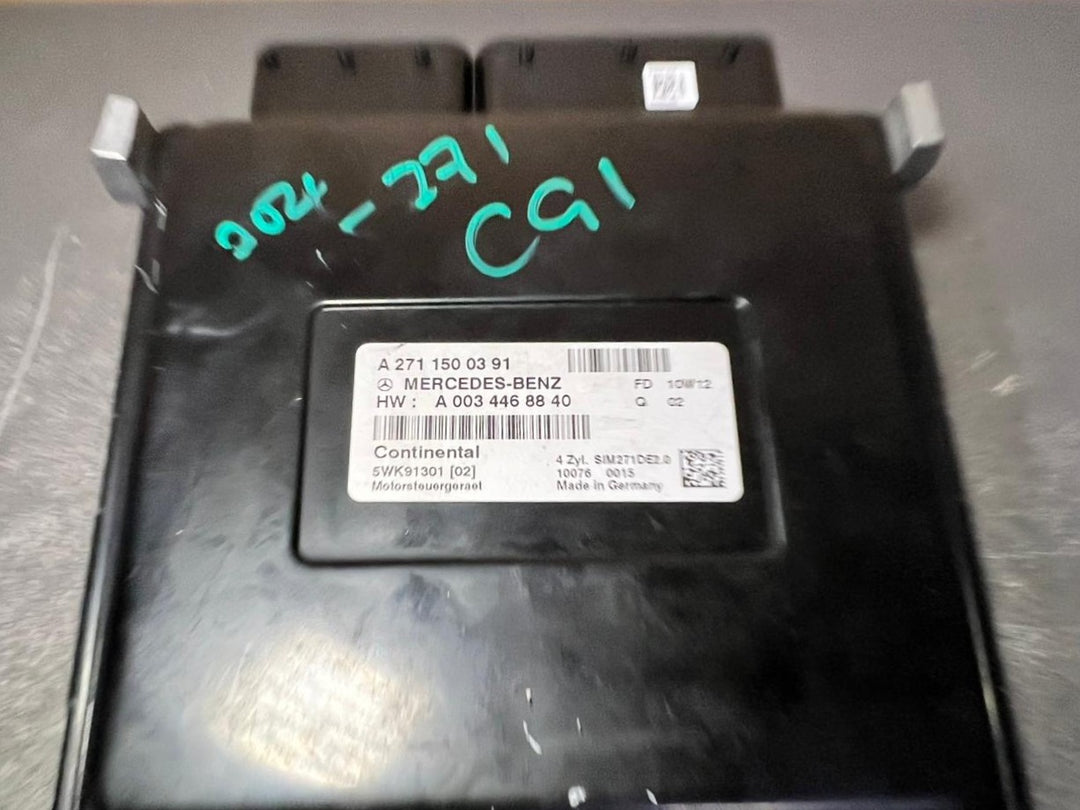 204 - 271
CGI
A 271 150 03 91
MERCEDES-BENZ
FD 10W12
HW : A 003 446 88 40
Q 02
Continental
5WK91301 [02]
4 Zyl. SIM271DE2.0
10076 0015
Motorsteuergeraet
Made in Germany